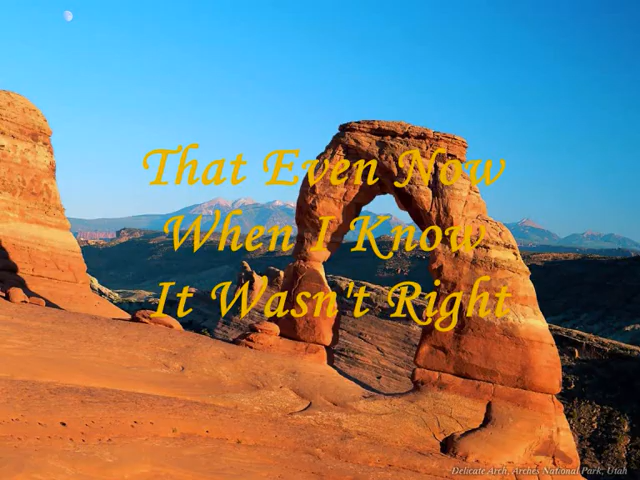 That Even Now
When I Know
It Wasn't Right
Delicate Arch, Arches National Park, Utah